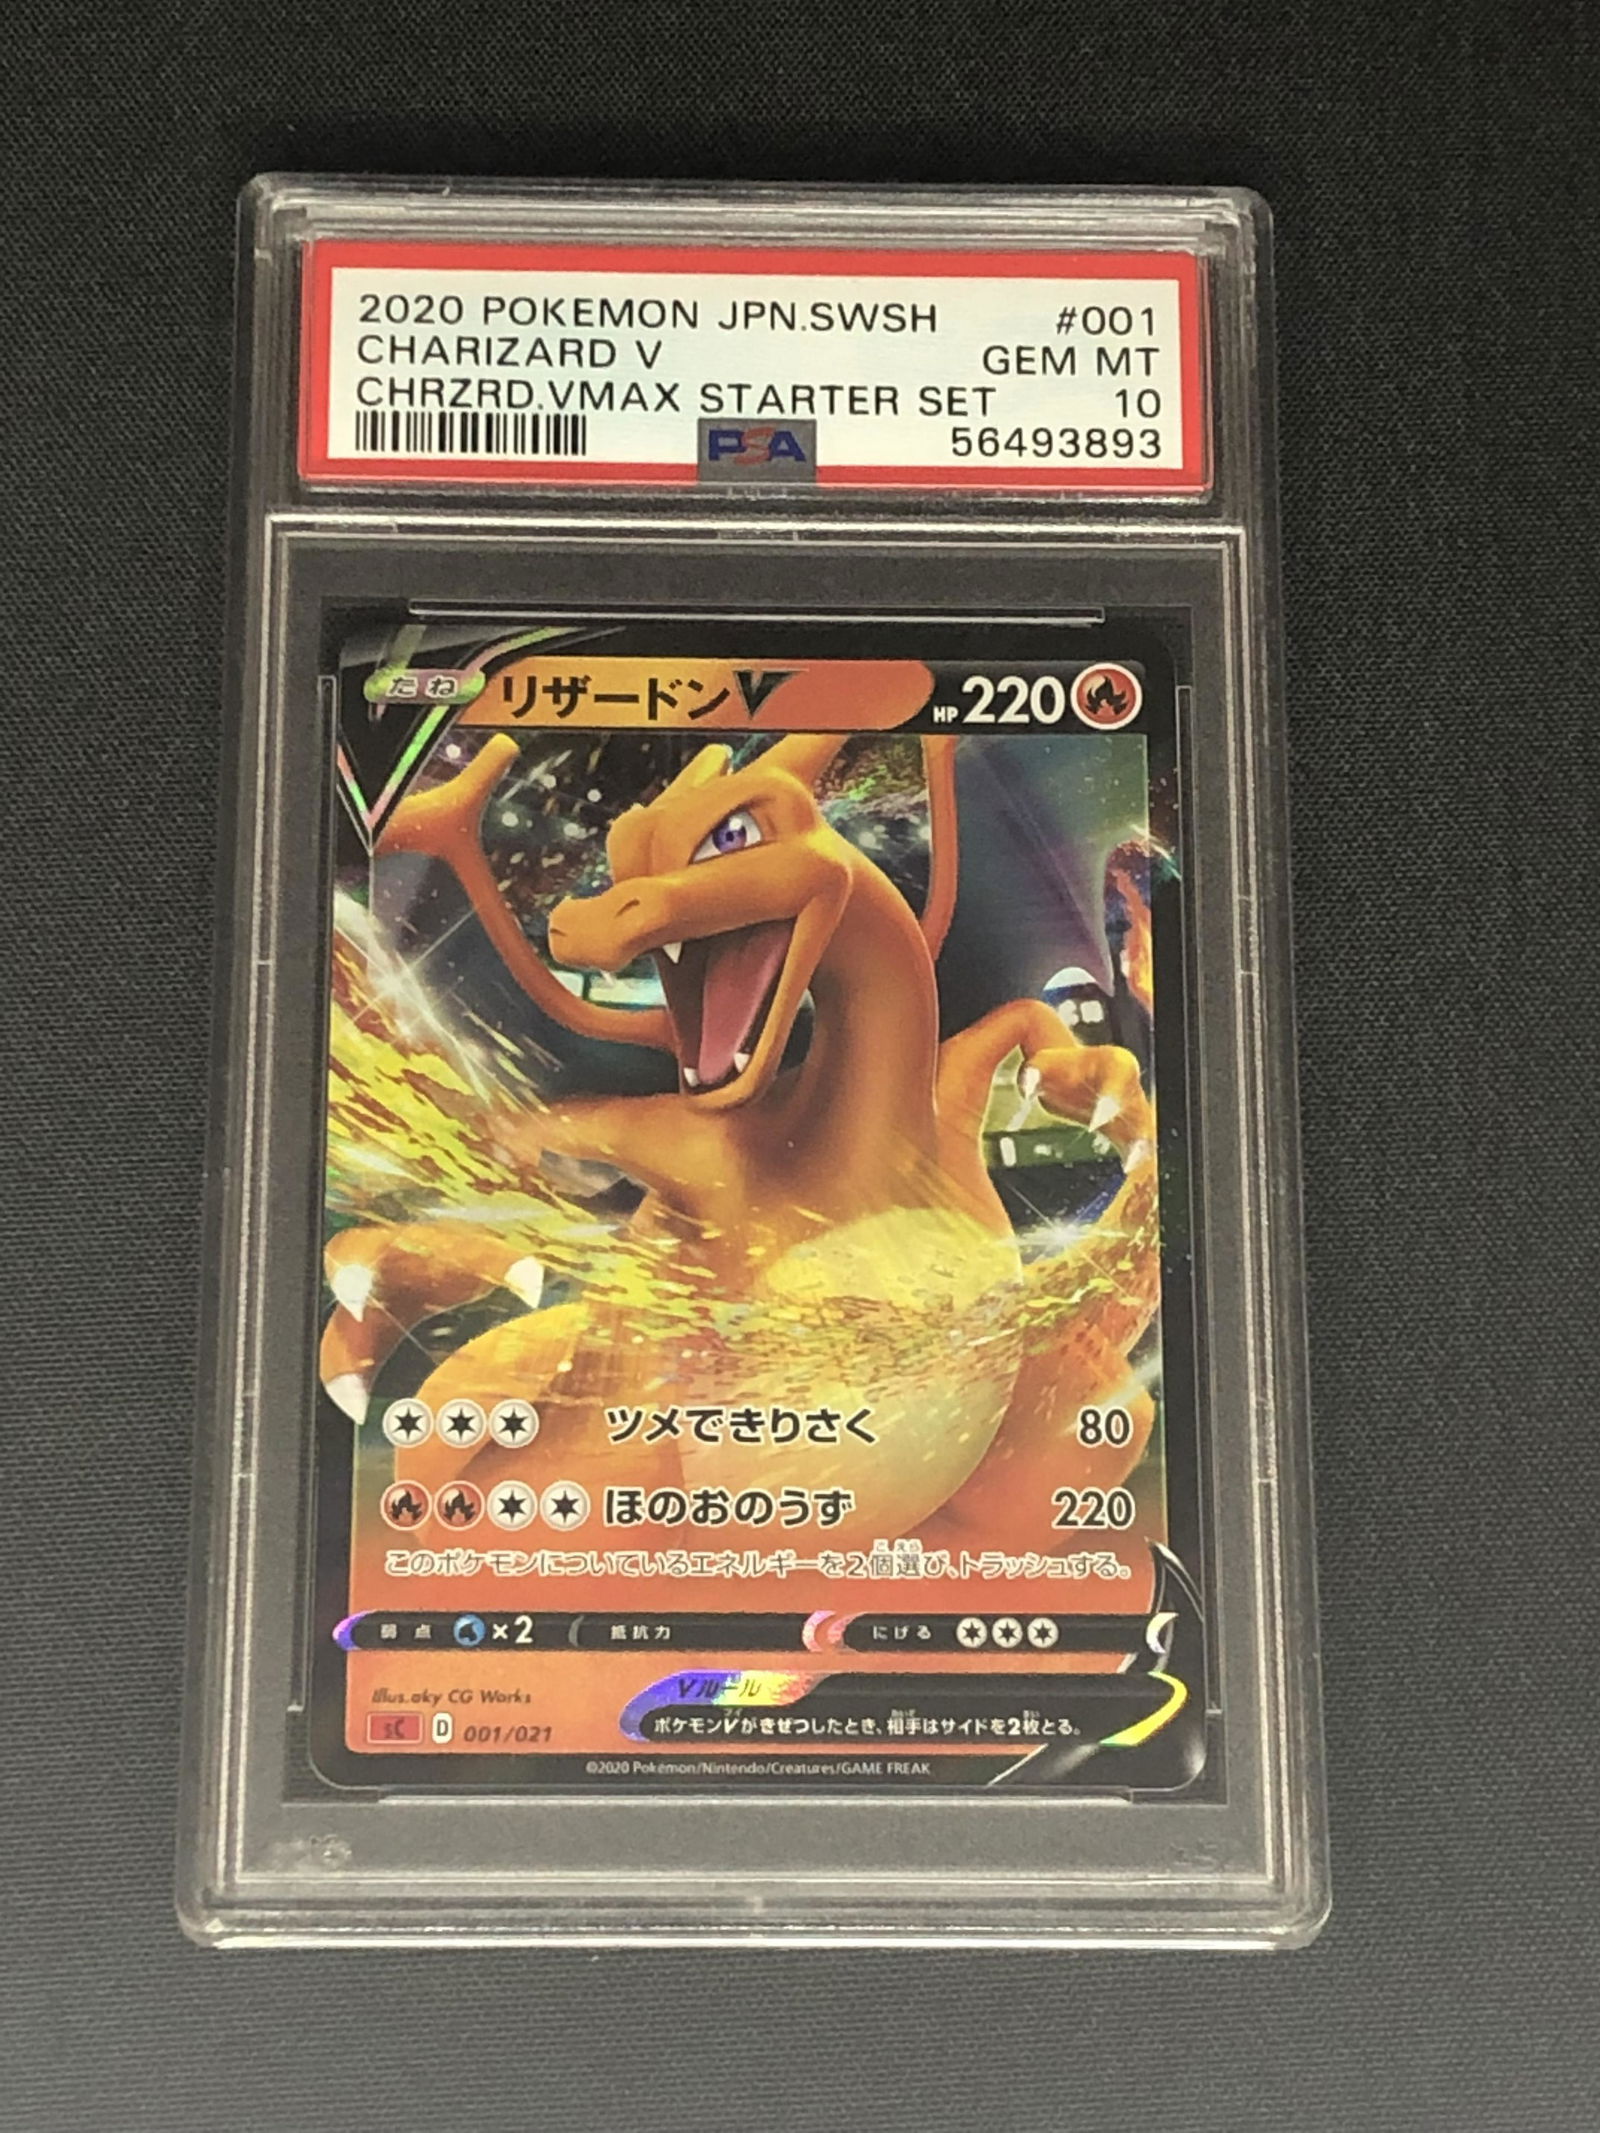 2020 POKEMON JPN.SWSH #001
CHARIZARD V GEM MT
CHRZRD.VMAX STARTER SET 10
PSA 56493893
たね リザードンV HP 220
ツメできりさく 80
ほのおのうず 220
このポケモンについているエネルギーを2個選び、トラッシュする。
弱点 ×2 抵抗力 にげる
Vルール
Illus.aky CG Works
ポケモンVがきぜつしたとき、相手はサイドを2枚とる。
sC D 001/021
©2020 Pokémon/Nintendo/Creatures/GAME FREAK